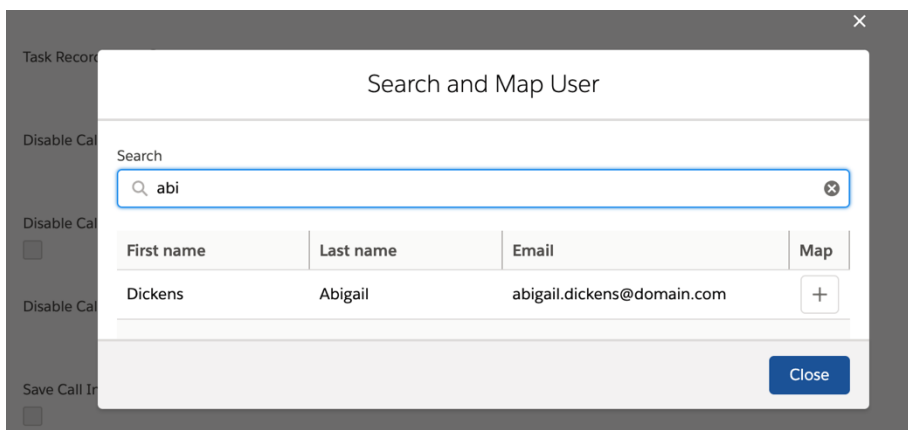 Task Record
Search and Map User
Disable Cal
Search
abi
Disable Cal
First name Last name Email Map
Dickens Abigail abigail.dickens@domain.com +
Disable Cal
Close
Save Call In